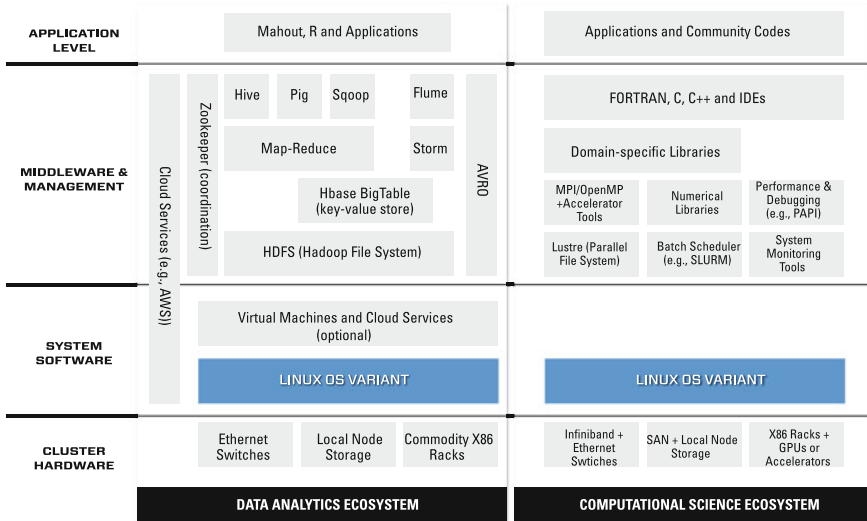 APPLICATION
LEVEL
Mahout, R and Applications
Applications and Community Codes
MIDDLEWARE &
MANAGEMENT
Cloud Services (e.g., AWS))
Zookeeper (coordination)
Hive
Pig
Sqoop
Flume
Map-Reduce
Storm
Hbase BigTable
(key-value store)
HDFS (Hadoop File System)
AVRO
FORTRAN, C, C++ and IDEs
Domain-specific Libraries
MPI/OpenMP
+Accelerator
Tools
Numerical
Libraries
Performance &
Debugging
(e.g., PAPI)
Lustre (Parallel
File System)
Batch Scheduler
(e.g., SLURM)
System
Monitoring
Tools
SYSTEM
SOFTWARE
Virtual Machines and Cloud Services
(optional)
LINUX OS VARIANT
LINUX OS VARIANT
CLUSTER
HARDWARE
Ethernet
Switches
Local Node
Storage
Commodity X86
Racks
Infiniband +
Ethernet
Swtiches
SAN + Local Node
Storage
X86 Racks +
GPUs or
Accelerators
DATA ANALYTICS ECOSYSTEM
COMPUTATIONAL SCIENCE ECOSYSTEM